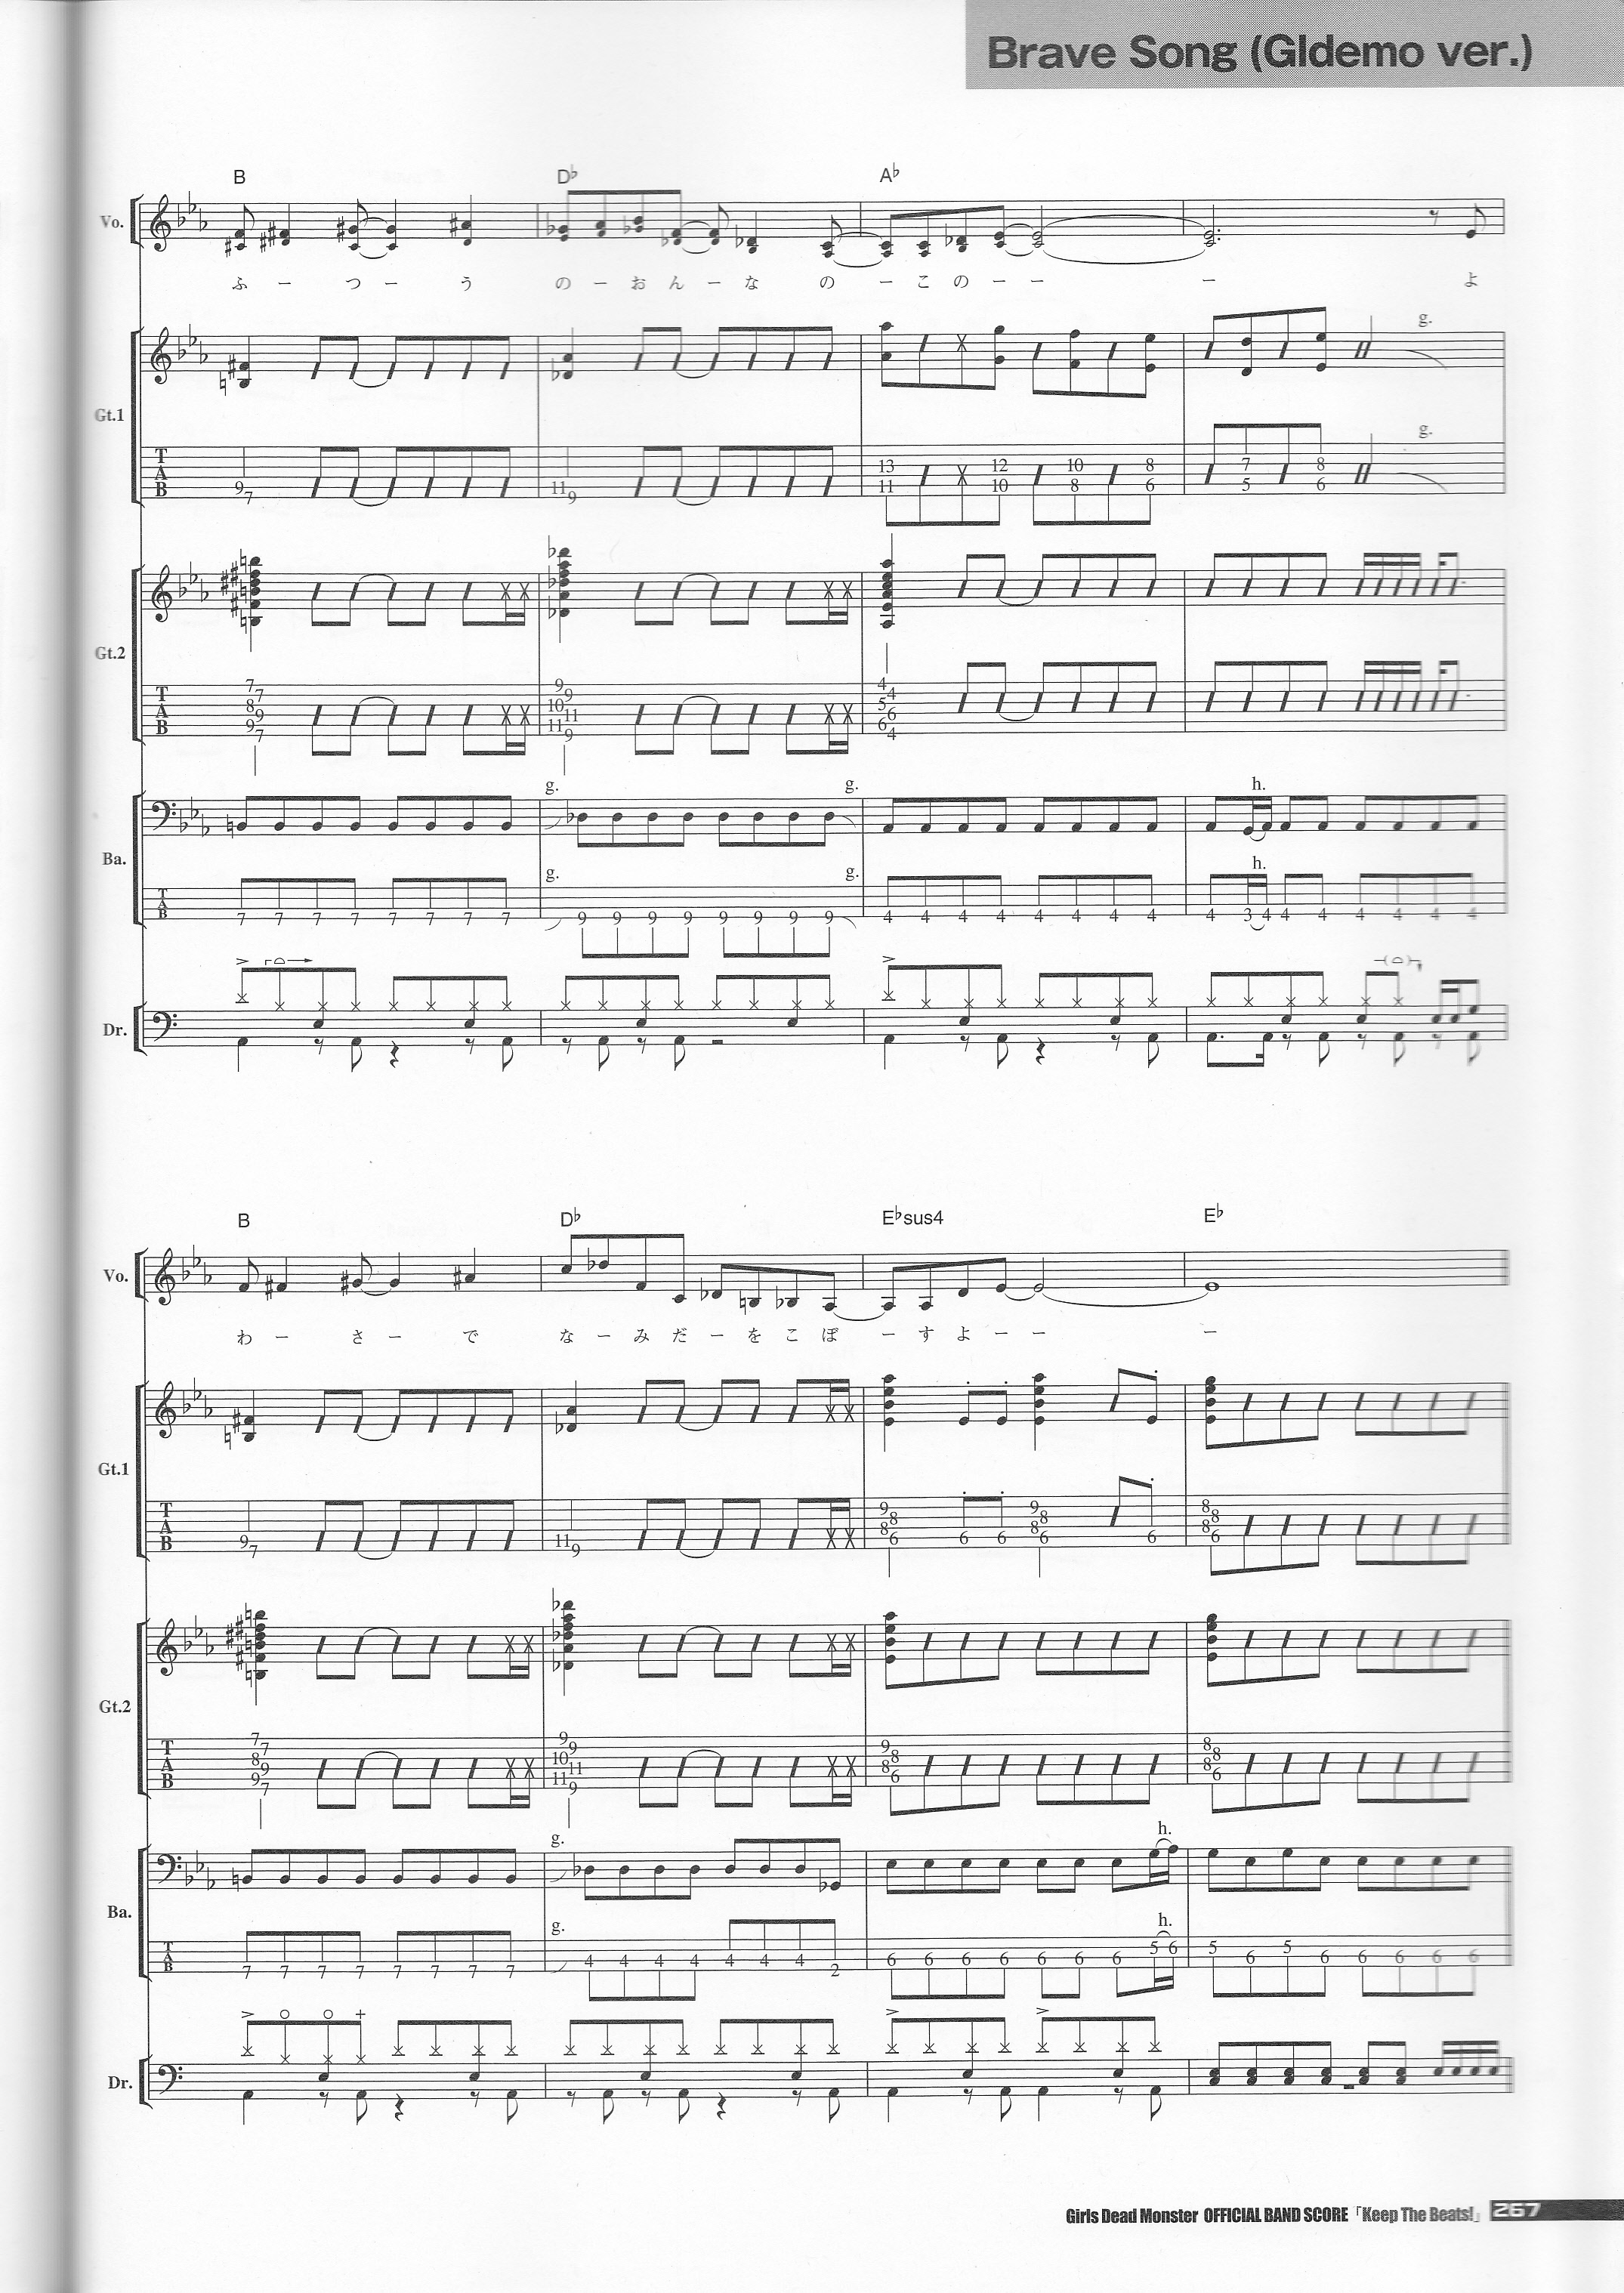 Brave Song (Gldemo ver.)
B D♭ A♭
Vo.
ふ ー つ ー う の ー お ん ー な の ー こ の ー ー ー よ
g.
Gt.1
g.
T A B 9 7 11 9 13 11 12 10 10 8 8 6 7 5 8 6
Gt.2
T A B 7 7 8 9 9 7 9 9 10 11 11 9 4 4 5 6 6 4
g. g. h.
Ba.
g. g. h.
T A B 7 7 7 7 7 7 7 7 9 9 9 9 9 9 9 9 4 4 4 4 4 4 4 4 4 3 4 4 4 4 4 4 4
Dr.
B D♭ E♭sus4 E♭
Vo.
わ ー さ ー で な ー み だ ー を こ ぼ ー す よ ー ー ー
Gt.1
T A B 9 7 11 9 9 8 8 6 6 6 9 8 8 6 6 8 8 8 6
Gt.2
T A B 7 7 8 9 9 7 9 9 10 11 11 9 9 8 8 6 8 8 8 6
g. h.
Ba.
g. h.
T A B 7 7 7 7 7 7 7 7 4 4 4 4 4 4 4 2 6 6 6 6 6 6 6 5 6 5 6 5 6 6 6 6 6
Dr.
Girls Dead Monster OFFICIAL BAND SCORE「Keep The Beats!」 267